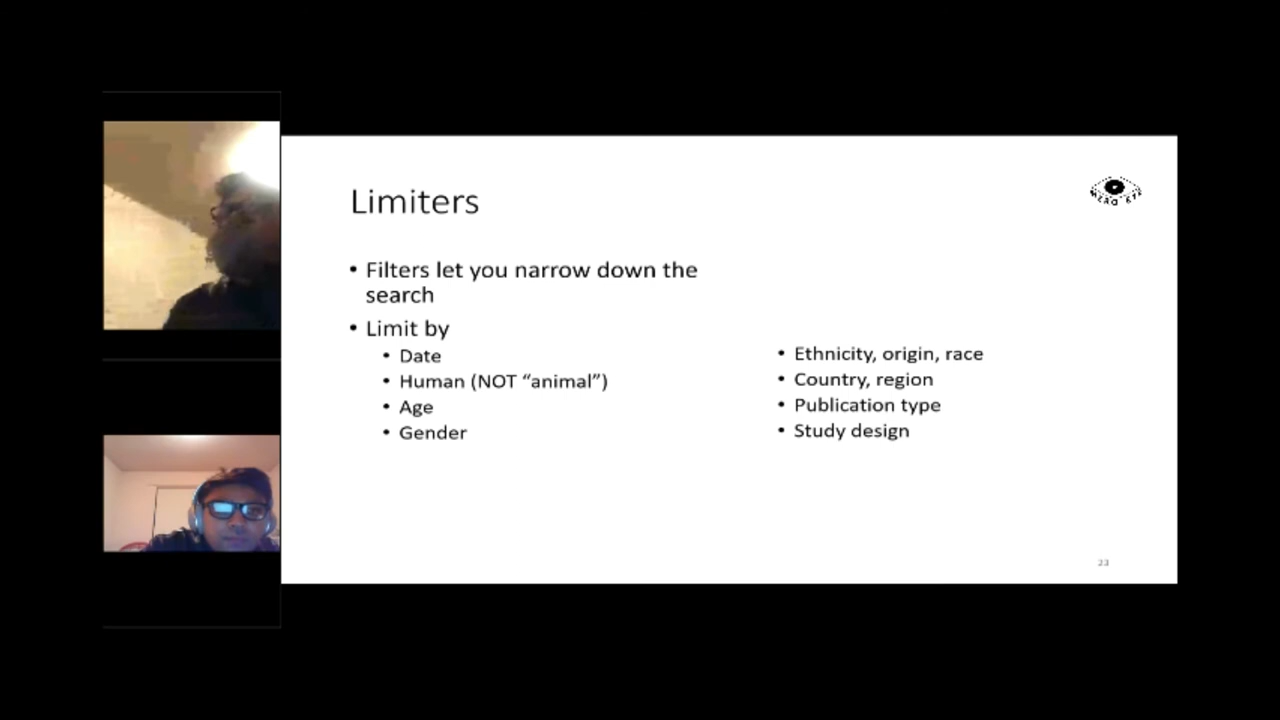 Limiters
• Filters let you narrow down the
search
• Limit by
• Date
• Human (NOT “animal”)
• Age
• Gender
• Ethnicity, origin, race
• Country, region
• Publication type
• Study design
23